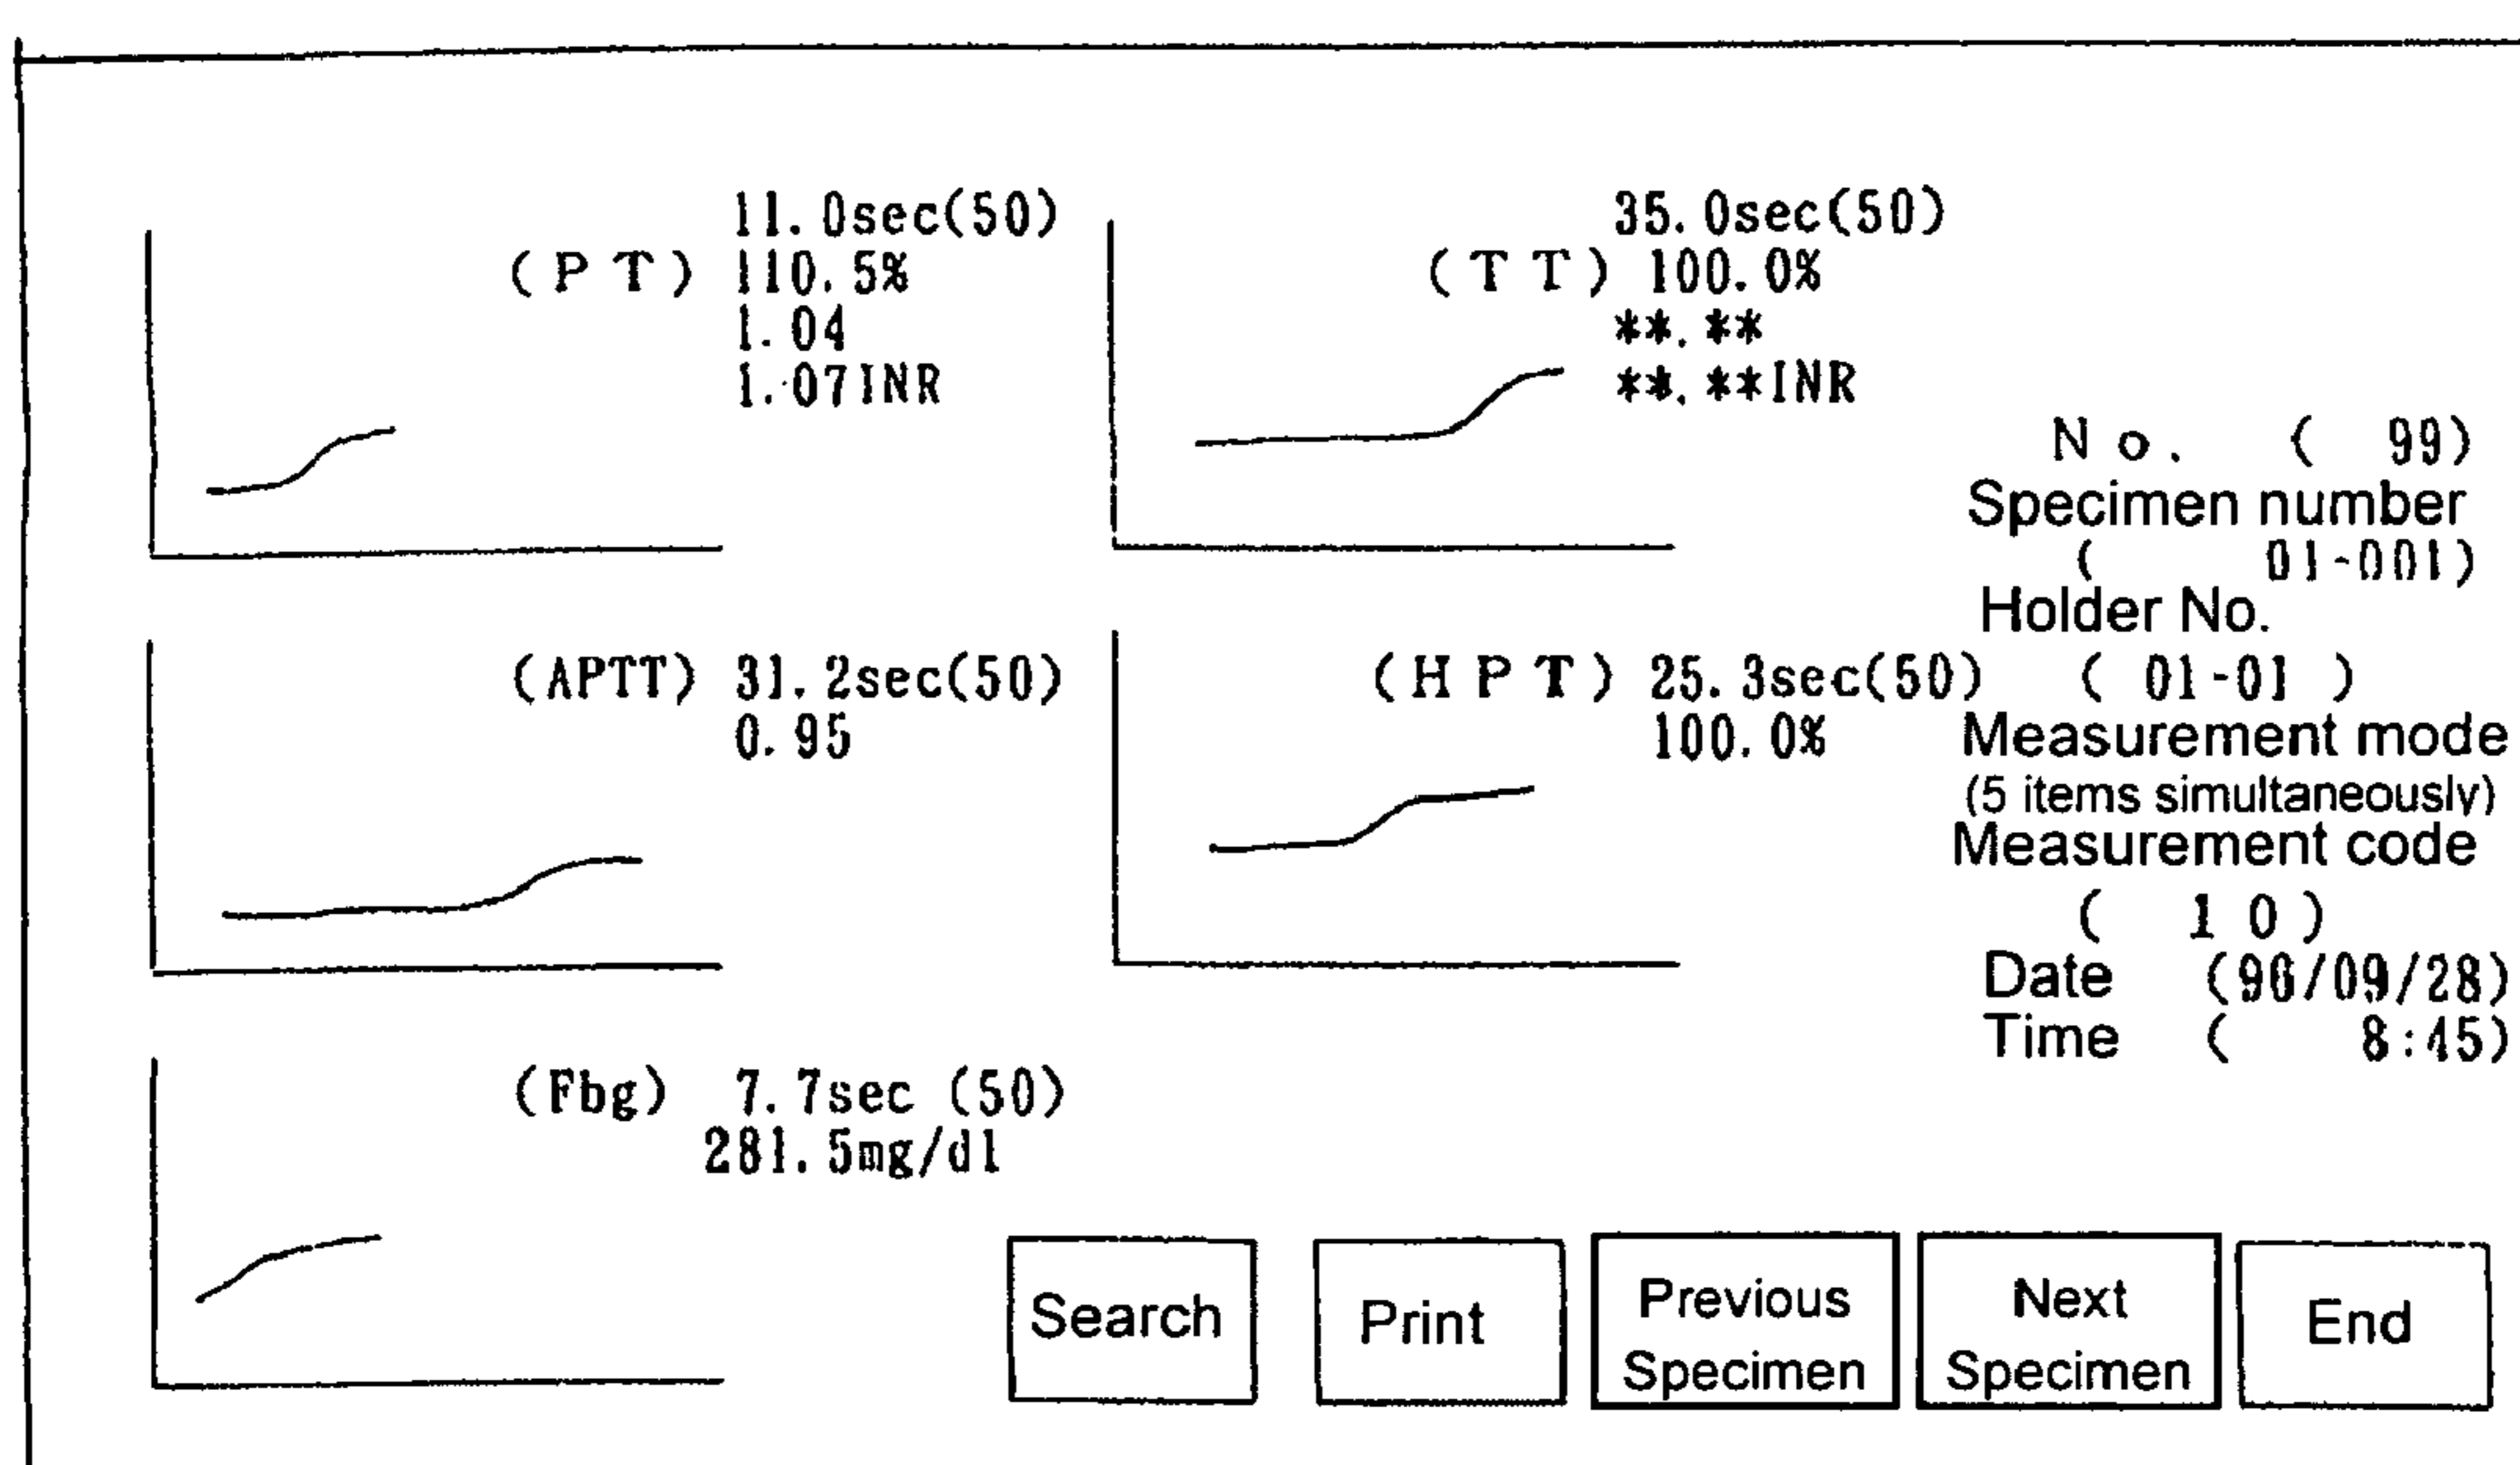 11.0sec(50)
(PT) 110.5%
1.04
1.07INR
35.0sec(50)
(TT) 100.0%
**.**
**.**INR
(APTT) 31.2sec(50)
0.95
(HPT) 25.3sec(50)
100.0%
(Fbg) 7.7sec (50)
281.5mg/dl
No. ( 99)
Specimen number
( 01-001)
Holder No.
( 01-01 )
Measurement mode
(5 items simultaneously)
Measurement code
( 10)
Date (96/09/28)
Time ( 8:45)
Search
Print
Previous
Specimen
Next
Specimen
End